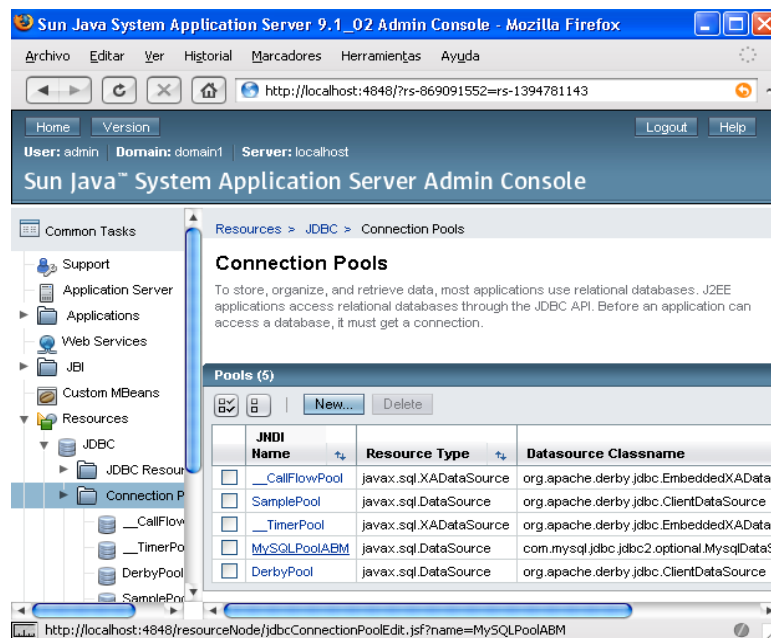 Sun Java System Application Server 9.1_02 Admin Console - Mozilla Firefox
Archivo Editar Ver Historial Marcadores Herramientas Ayuda
http://localhost:4848/?rs-869091552=rs-1394781143
Home Version Logout Help
User: admin Domain: domain1 Server: localhost
Sun Java™ System Application Server Admin Console
Common Tasks
Support
Application Server
Applications
Web Services
JBI
Custom MBeans
Resources
JDBC
JDBC Resour
Connection P
__CallFlow
__TimerPo
DerbyPool
SamplePoo
Resources > JDBC > Connection Pools
Connection Pools
To store, organize, and retrieve data, most applications use relational databases. J2EE
applications access relational databases through the JDBC API. Before an application can
access a database, it must get a connection.
Pools (5)
New... Delete
JNDI
Name Resource Type Datasource Classname
__CallFlowPool javax.sql.XADataSource org.apache.derby.jdbc.EmbeddedXAData
SamplePool javax.sql.DataSource org.apache.derby.jdbc.ClientDataSource
__TimerPool javax.sql.XADataSource org.apache.derby.jdbc.EmbeddedXAData
MySQLPoolABM javax.sql.DataSource com.mysql.jdbc.jdbc2.optional.MysqlDataS
DerbyPool javax.sql.DataSource org.apache.derby.jdbc.ClientDataSource
http://localhost:4848/resourceNode/jdbcConnectionPoolEdit.jsf?name=MySQLPoolABM